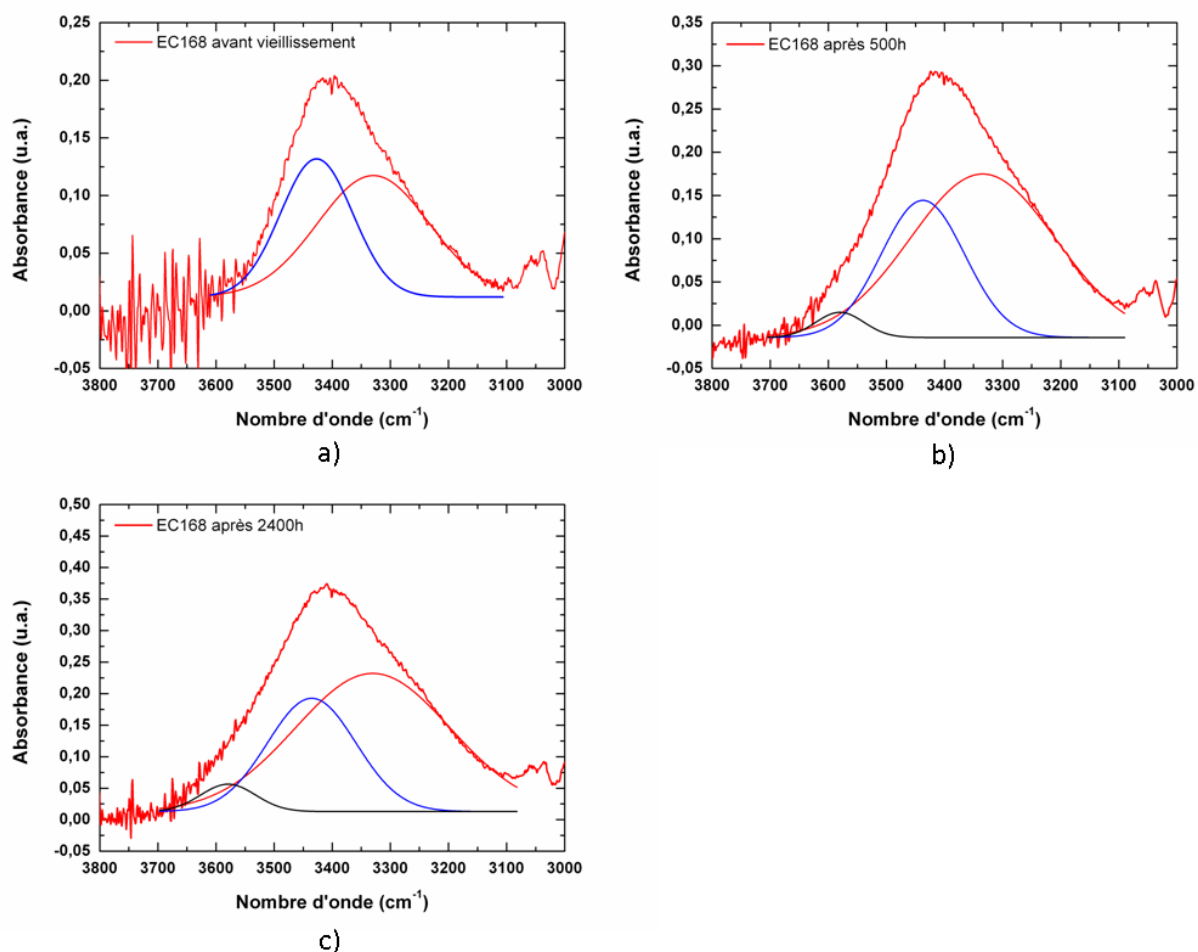 EC168 avant vieillissement
0,20
0,15
0,10
0,05
0,00
-0,05
Absorbance (u.a.)
3800 3700 3600 3500 3400 3300 3200 3100 3000
Nombre d'onde (cm⁻¹)
a)
EC168 après 500h
0,35
0,30
0,25
0,20
0,15
0,10
0,05
0,00
-0,05
Absorbance (u.a.)
3800 3700 3600 3500 3400 3300 3200 3100 3000
Nombre d'onde (cm⁻¹)
b)
EC168 après 2400h
0,50
0,45
0,40
0,35
0,30
0,25
0,20
0,15
0,10
0,05
0,00
-0,05
Absorbance (u.a.)
3800 3700 3600 3500 3400 3300 3200 3100 3000
Nombre d'onde (cm⁻¹)
c)